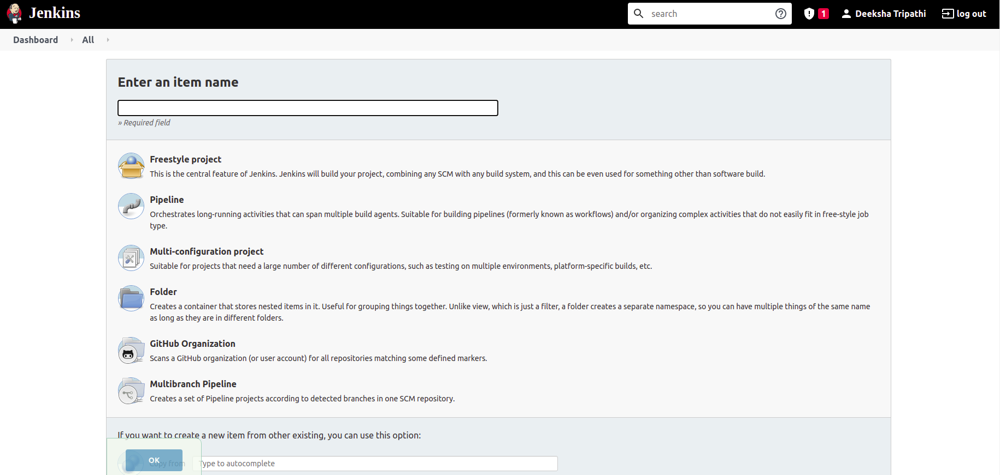 Jenkins
search
1
Deeksha Tripathi
log out
Dashboard
All
Enter an item name
» Required field
Freestyle project
This is the central feature of Jenkins. Jenkins will build your project, combining any SCM with any build system, and this can be even used for something other than software build.
Pipeline
Orchestrates long-running activities that can span multiple build agents. Suitable for building pipelines (formerly known as workflows) and/or organizing complex activities that do not easily fit in free-style job
type.
Multi-configuration project
Suitable for projects that need a large number of different configurations, such as testing on multiple environments, platform-specific builds, etc.
Folder
Creates a container that stores nested items in it. Useful for grouping things together. Unlike view, which is just a filter, a folder creates a separate namespace, so you can have multiple things of the same name
as long as they are in different folders.
GitHub Organization
Scans a GitHub organization (or user account) for all repositories matching some defined markers.
Multibranch Pipeline
Creates a set of Pipeline projects according to detected branches in one SCM repository.
If you want to create a new item from other existing, you can use this option:
OK
Copy from
Type to autocomplete